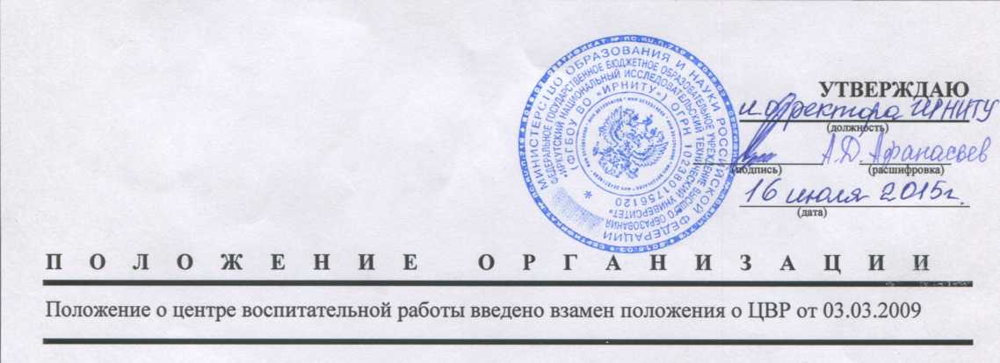 УТВЕРЖДАЮ
и.о. ректора ИРНИТУ
(должность)
А.Д. Афанасьев
(подпись) (расшифровка)
16 июля 2015г.
(дата)
МИНИСТЕРСТВО ОБРАЗОВАНИЯ И НАУКИ РОССИЙСКОЙ ФЕДЕРАЦИИ
ФЕДЕРАЛЬНОЕ ГОСУДАРСТВЕННОЕ БЮДЖЕТНОЕ ОБРАЗОВАТЕЛЬНОЕ УЧРЕЖДЕНИЕ ВЫСШЕГО ОБРАЗОВАНИЯ
"ИРКУТСКИЙ НАЦИОНАЛЬНЫЙ ИССЛЕДОВАТЕЛЬСКИЙ ТЕХНИЧЕСКИЙ УНИВЕРСИТЕТ"
(ФГБОУ ВО «ИРНИТУ») ОГРН 1023801756120
ПОЛОЖЕНИЕ ОРГАНИЗАЦИИ
Положение о центре воспитательной работы введено взамен положения о ЦВР от 03.03.2009